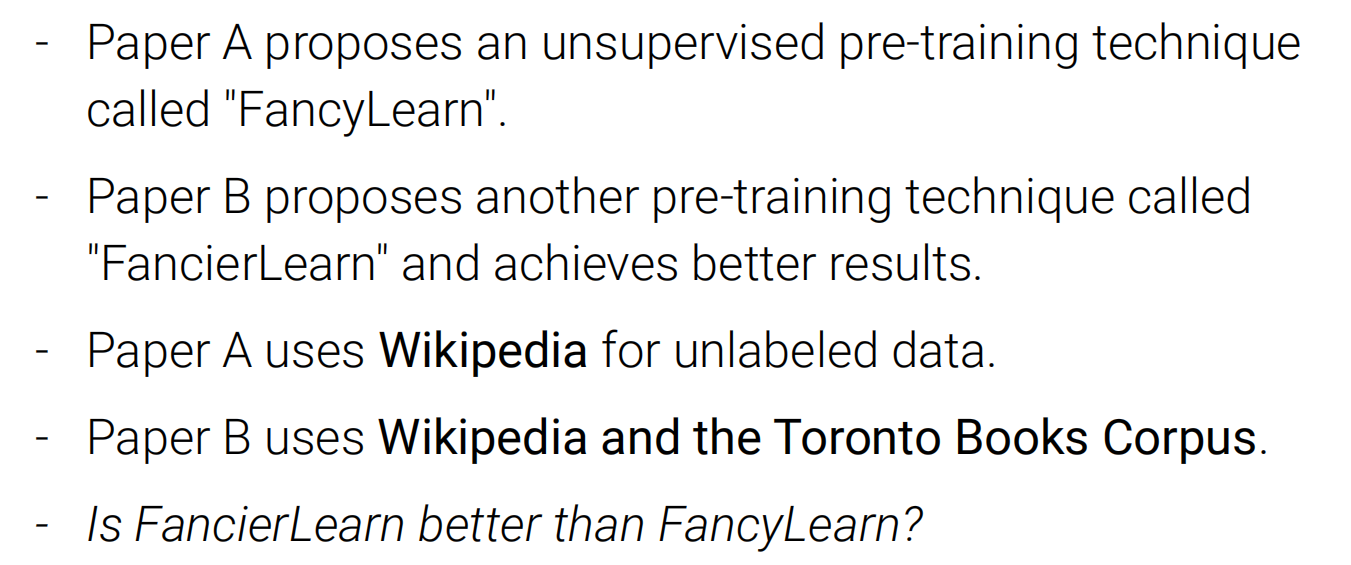 - Paper A proposes an unsupervised pre-training technique
called "FancyLearn".
- Paper B proposes another pre-training technique called
"FancierLearn" and achieves better results.
- Paper A uses Wikipedia for unlabeled data.
- Paper B uses Wikipedia and the Toronto Books Corpus.
- Is FancierLearn better than FancyLearn?